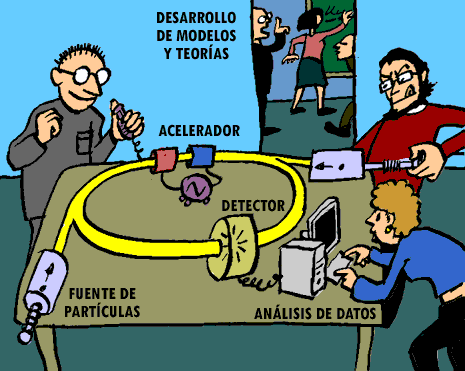 DESARROLLO
DE MODELOS
Y TEORÍAS
ACELERADOR
DETECTOR
FUENTE DE
PARTÍCULAS
ANÁLISIS DE DATOS